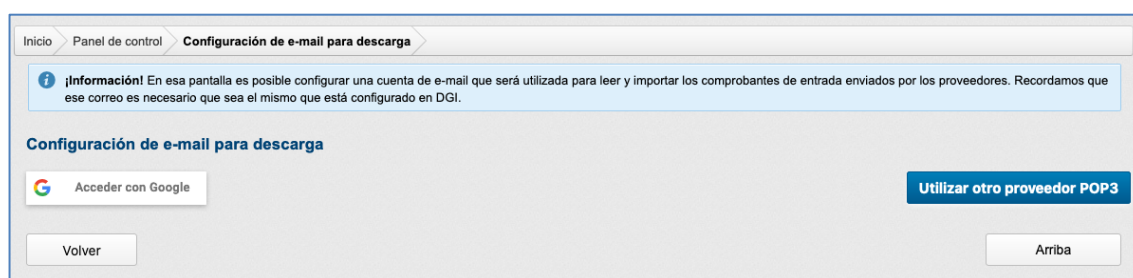 Inicio Panel de control Configuración de e-mail para descarga
¡Información! En esa pantalla es posible configurar una cuenta de e-mail que será utilizada para leer y importar los comprobantes de entrada enviados por los proveedores. Recordamos que
ese correo es necesario que sea el mismo que está configurado en DGI.
Configuración de e-mail para descarga
Acceder con Google
Utilizar otro proveedor POP3
Volver
Arriba